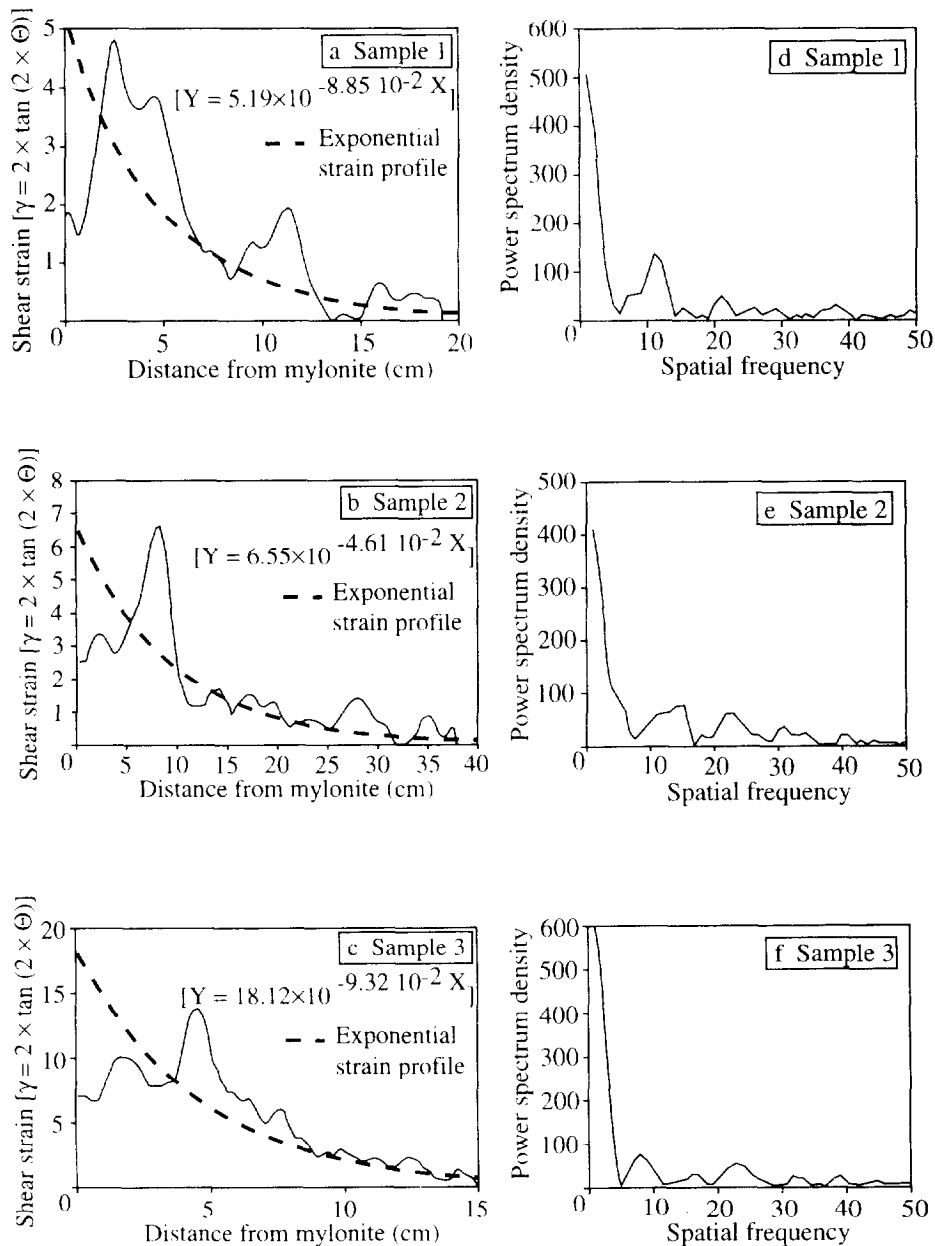 Shear strain [γ = 2 × tan (2 × Θ)]
5
4
3
2
1
0
5
10
15
20
Distance from mylonite (cm)
a Sample 1
[Y = 5.19×10 -8.85 10-2 X]
Exponential
strain profile
Power spectrum density
600
500
400
300
200
100
0
10
20
30
40
50
Spatial frequency
d Sample 1
Shear strain [γ = 2 × tan (2 × Θ)]
8
7
6
5
4
3
2
1
0
5
10
15
20
25
30
35
40
Distance from mylonite (cm)
b Sample 2
[Y = 6.55×10 -4.61 10-2 X]
Exponential
strain profile
Power spectrum density
500
400
300
200
100
0
10
20
30
40
50
Spatial frequency
e Sample 2
Shear strain [γ = 2 × tan (2 × Θ)]
20
15
10
5
0
5
10
15
Distance from mylonite (cm)
c Sample 3
[Y = 18.12×10 -9.32 10-2 X]
Exponential
strain profile
Power spectrum density
600
500
400
300
200
100
0
10
20
30
40
50
Spatial frequency
f Sample 3